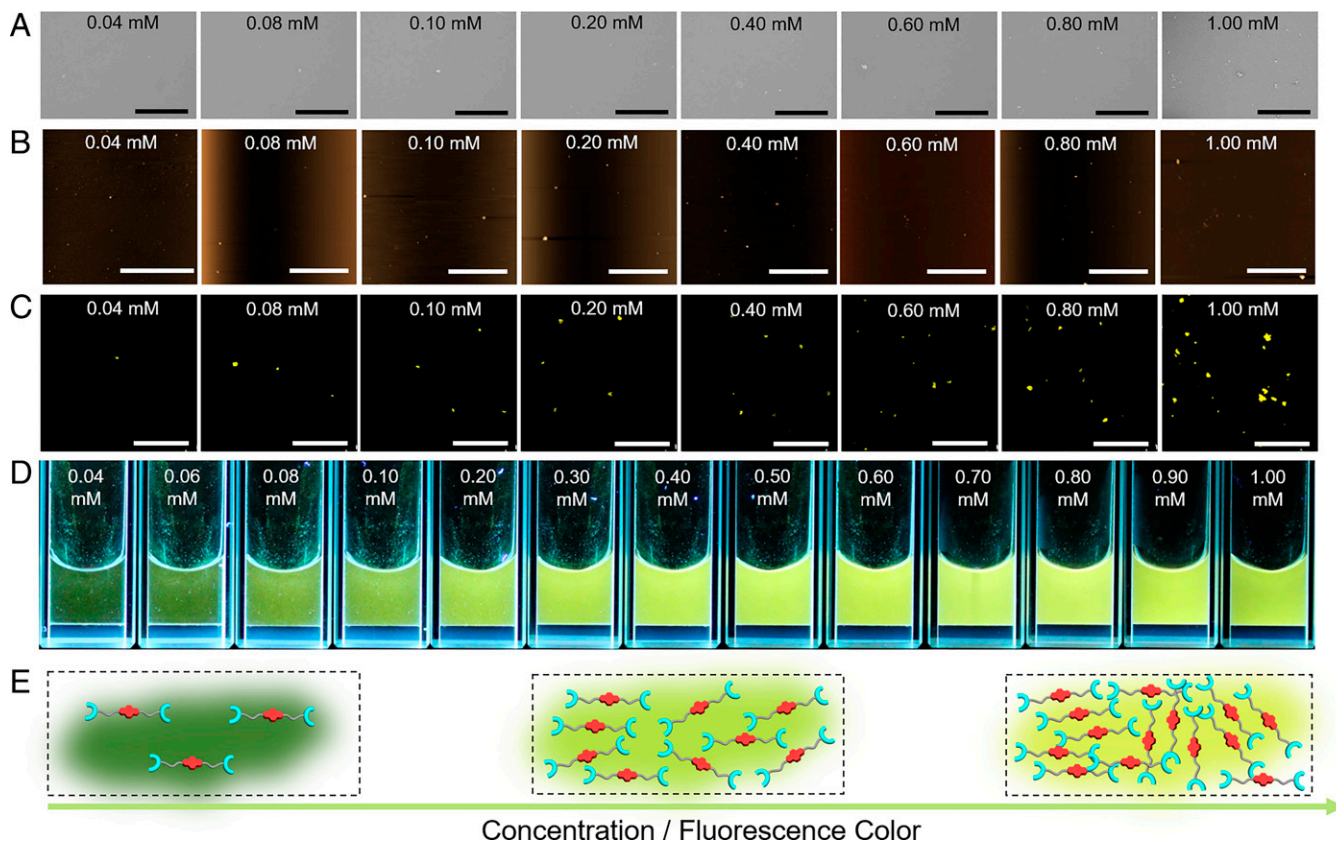 A
0.04 mM 0.08 mM 0.10 mM 0.20 mM 0.40 mM 0.60 mM 0.80 mM 1.00 mM
B
0.04 mM 0.08 mM 0.10 mM 0.20 mM 0.40 mM 0.60 mM 0.80 mM 1.00 mM
C
0.04 mM 0.08 mM 0.10 mM 0.20 mM 0.40 mM 0.60 mM 0.80 mM 1.00 mM
D
0.04 0.06 0.08 0.10 0.20 0.30 0.40 0.50 0.60 0.70 0.80 0.90 1.00
mM mM mM mM mM mM mM mM mM mM mM mM mM
E
Concentration / Fluorescence Color